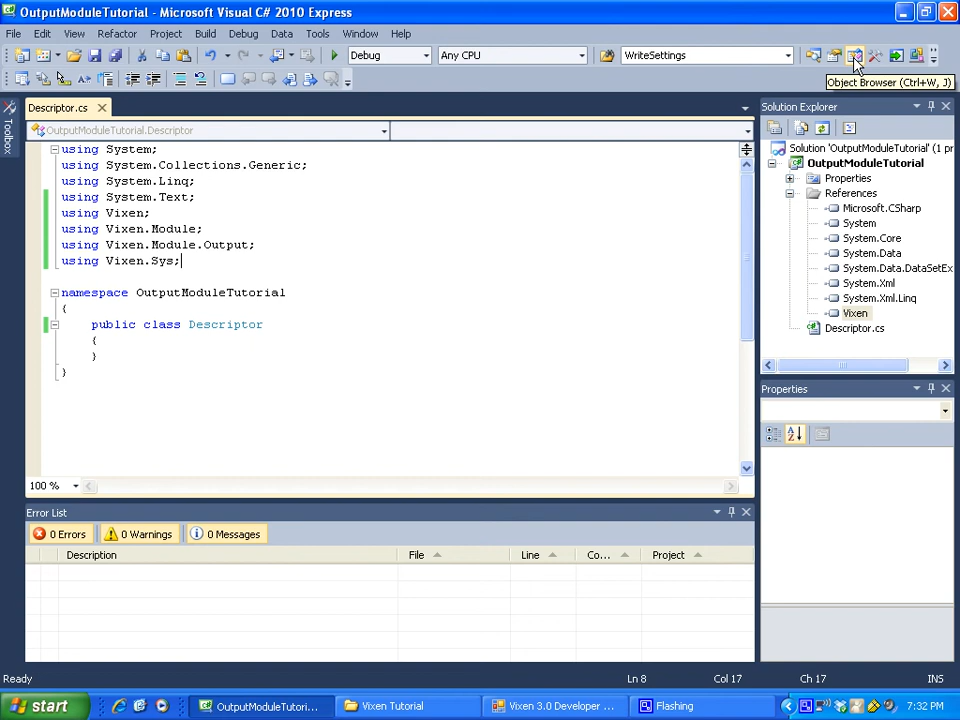 OutputModuleTutorial - Microsoft Visual C# 2010 Express
File Edit View Refactor Project Build Debug Data Tools Window Help
Debug Any CPU WriteSettings
Object Browser (Ctrl+W, J)
Toolbox
Descriptor.cs
OutputModuleTutorial.Descriptor
using System;
using System.Collections.Generic;
using System.Linq;
using System.Text;
using Vixen;
using Vixen.Module;
using Vixen.Module.Output;
using Vixen.Sys;
namespace OutputModuleTutorial
{
public class Descriptor
{
}
}
100 %
Solution Explorer
Solution 'OutputModuleTutorial' (1 pr
OutputModuleTutorial
Properties
References
Microsoft.CSharp
System
System.Core
System.Data
System.Data.DataSetEx
System.Xml
System.Xml.Linq
Vixen
Descriptor.cs
Properties
Error List
0 Errors 0 Warnings 0 Messages
Description File Line Co... Project
Ready Ln 8 Col 17 Ch 17 INS
start OutputModuleTutori... Vixen Tutorial Vixen 3.0 Developer ... Flashing 7:32 PM